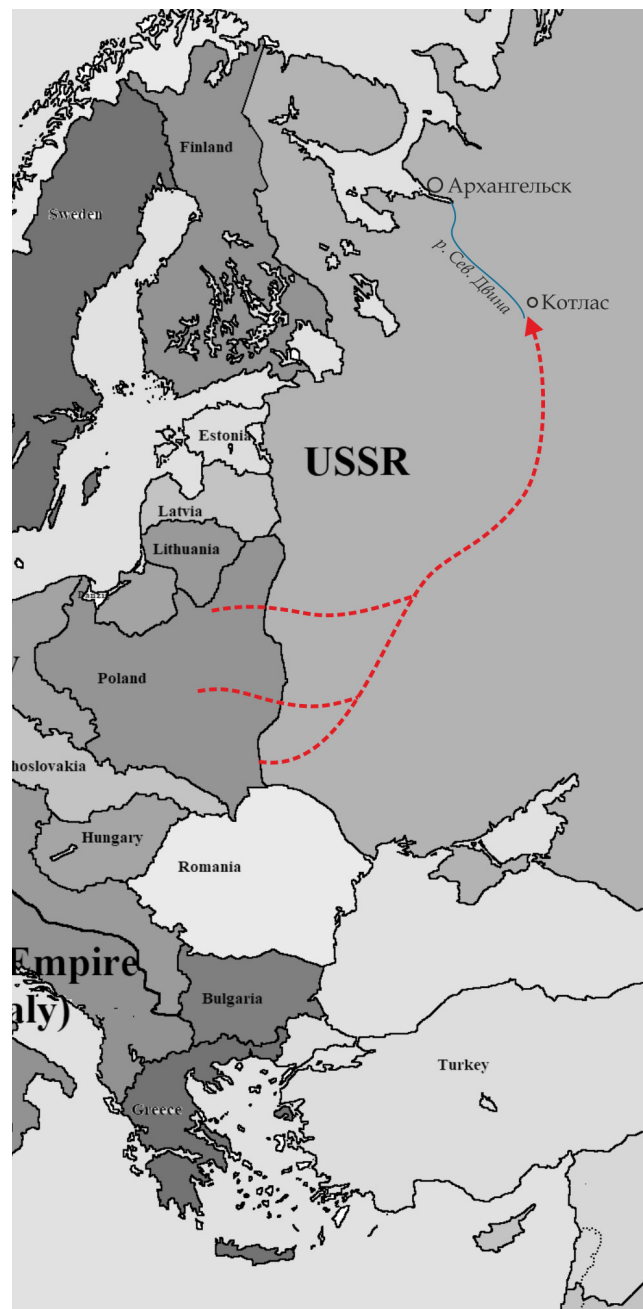 Finland
Архангельск
Sweden
р. Сев. Двина
Котлас
Estonia
USSR
Latvia
Lithuania
Danzig
Poland
hoslovakia
Hungary
Romania
Empire
aly)
Bulgaria
Turkey
Greece